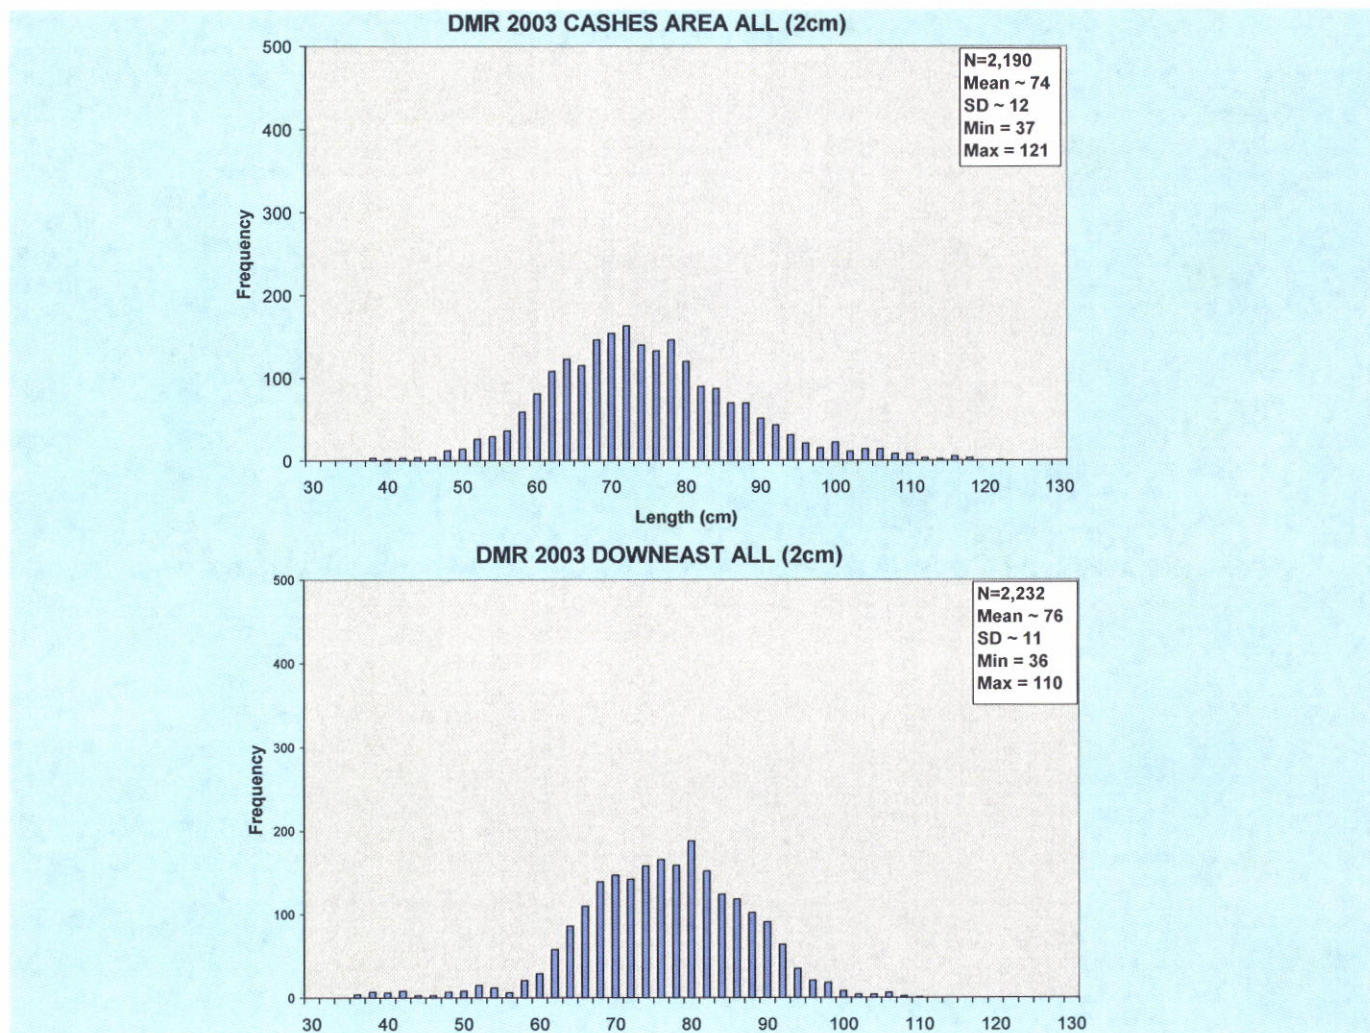 DMR 2003 CASHES AREA ALL (2cm)
500
400
300
200
100
0
Frequency
N=2,190
Mean ~ 74
SD ~ 12
Min = 37
Max = 121
30 40 50 60 70 80 90 100 110 120 130
Length (cm)
DMR 2003 DOWNEAST ALL (2cm)
500
400
300
200
100
0
Frequency
N=2,232
Mean ~ 76
SD ~ 11
Min = 36
Max = 110
30 40 50 60 70 80 90 100 110 120 130